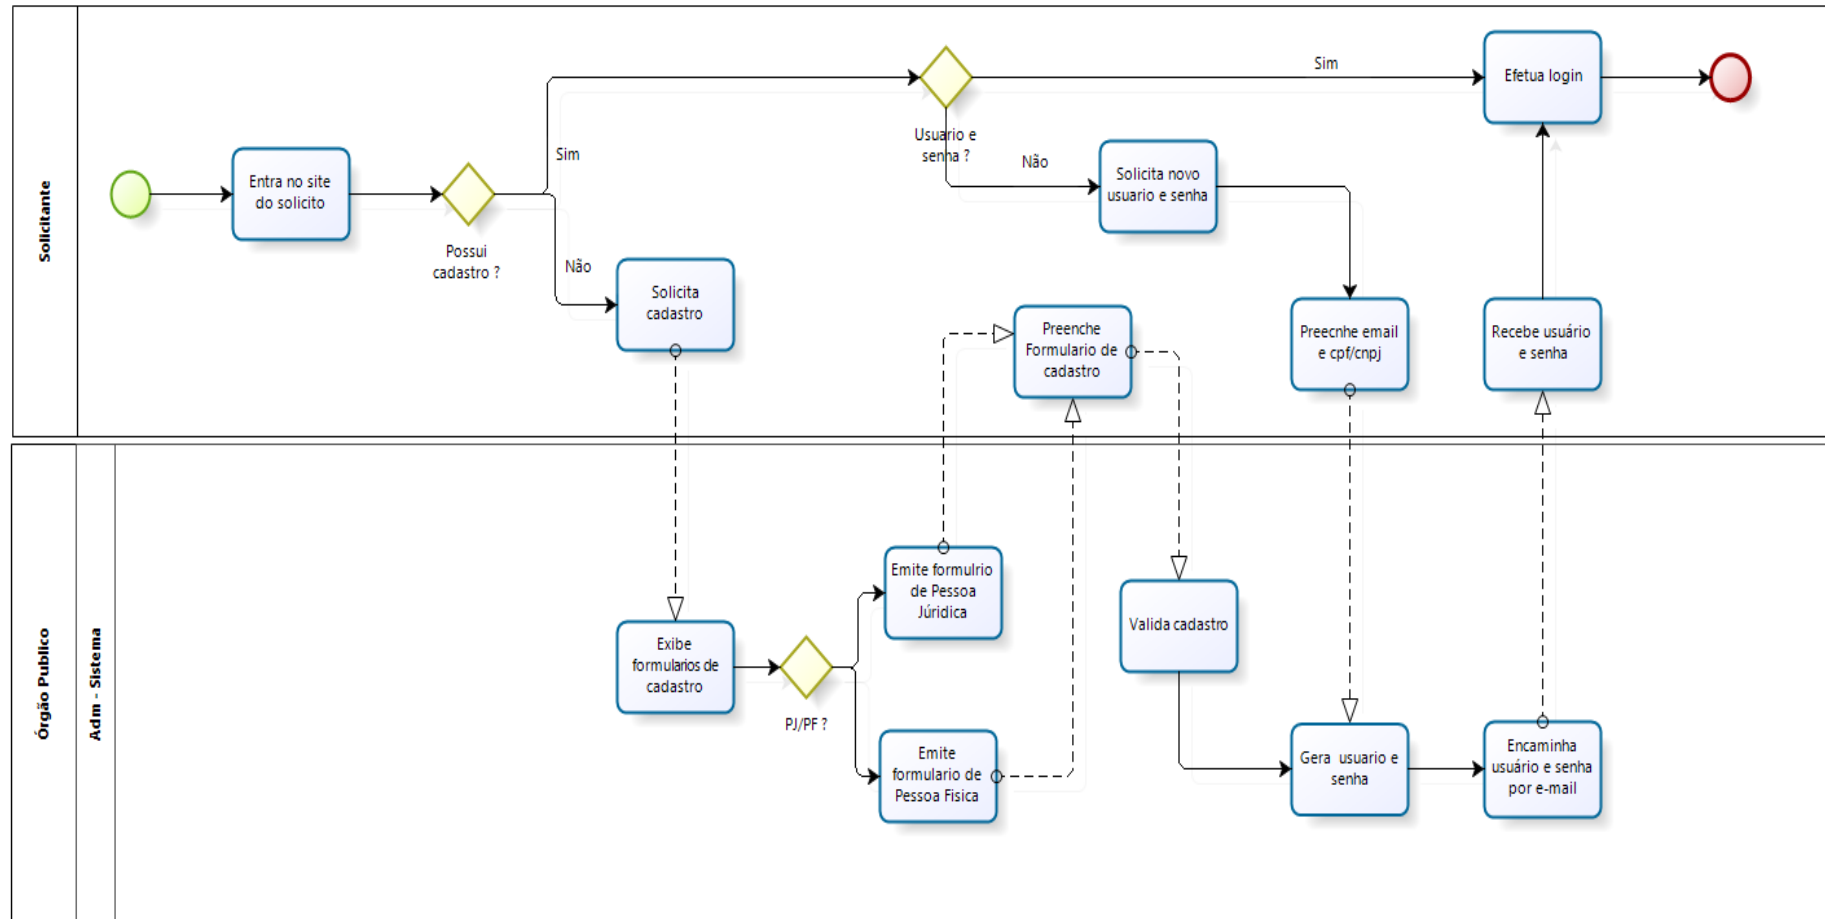 Solicitante
Entra no site
do solicito
Possui
cadastro ?
Sim
Não
Solicita
cadastro
Usuario e
senha ?
Sim
Não
Solicita novo
usuario e senha
Efetua login
Preenche
Formulario de
cadastro
Preecnhe email
e cpf/cnpj
Recebe usuário
e senha
Órgão Publico
Adm - Sistema
Exibe
formularios de
cadastro
PJ/PF ?
Emite formulrio
de Pessoa
Júridica
Emite
formulario de
Pessoa Fisica
Valida cadastro
Gera usuario e
senha
Encaminha
usuário e senha
por e-mail